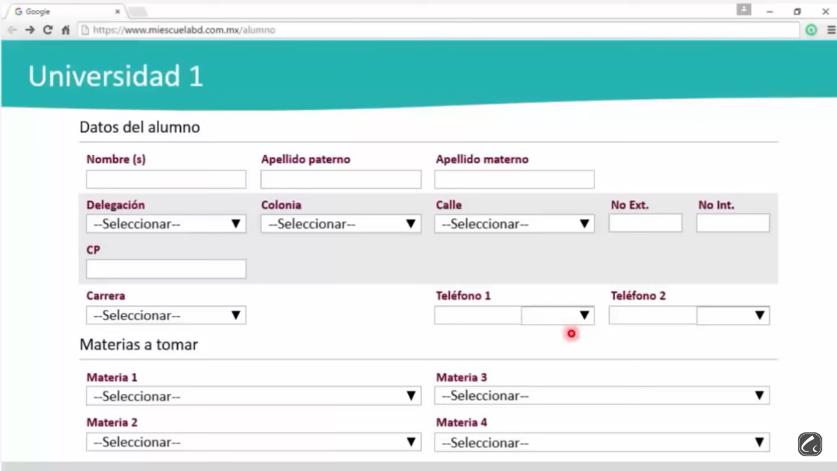 Google
https://www.miescuelabd.com.mx/alumno
Universidad 1
Datos del alumno
Nombre (s) Apellido paterno Apellido materno
Delegación Colonia Calle No Ext. No Int.
--Seleccionar-- --Seleccionar-- --Seleccionar--
CP
Carrera Teléfono 1 Teléfono 2
--Seleccionar--
Materias a tomar
Materia 1 Materia 3
--Seleccionar-- --Seleccionar--
Materia 2 Materia 4
--Seleccionar-- --Seleccionar--